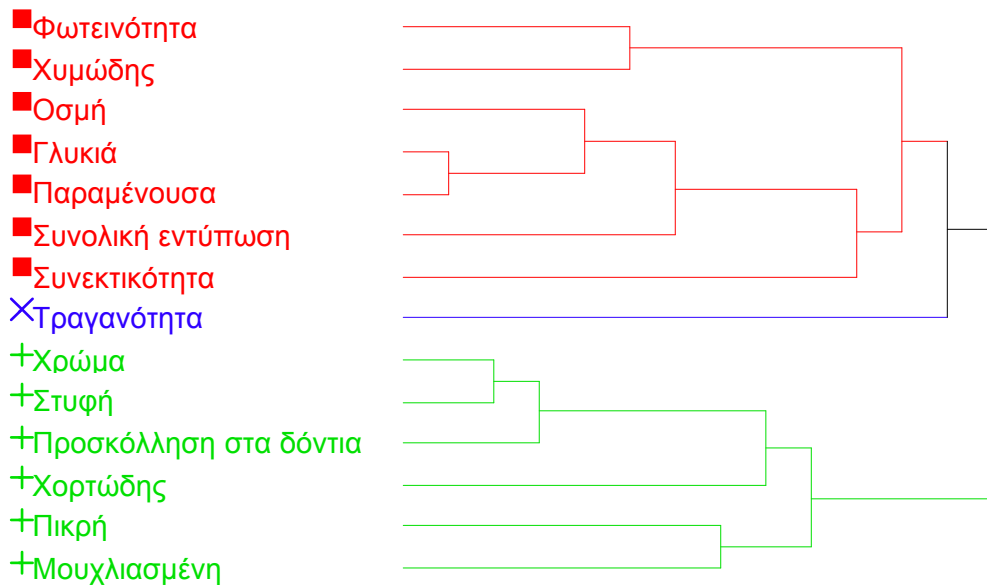 Φωτεινότητα
Χυμώδης
Οσμή
Γλυκιά
Παραμένουσα
Συνολική εντύπωση
Συνεκτικότητα
Τραγανότητα
Χρώμα
Στυφή
Προσκόλληση στα δόντια
Χορτώδης
Πικρή
Μουχλιασμένη